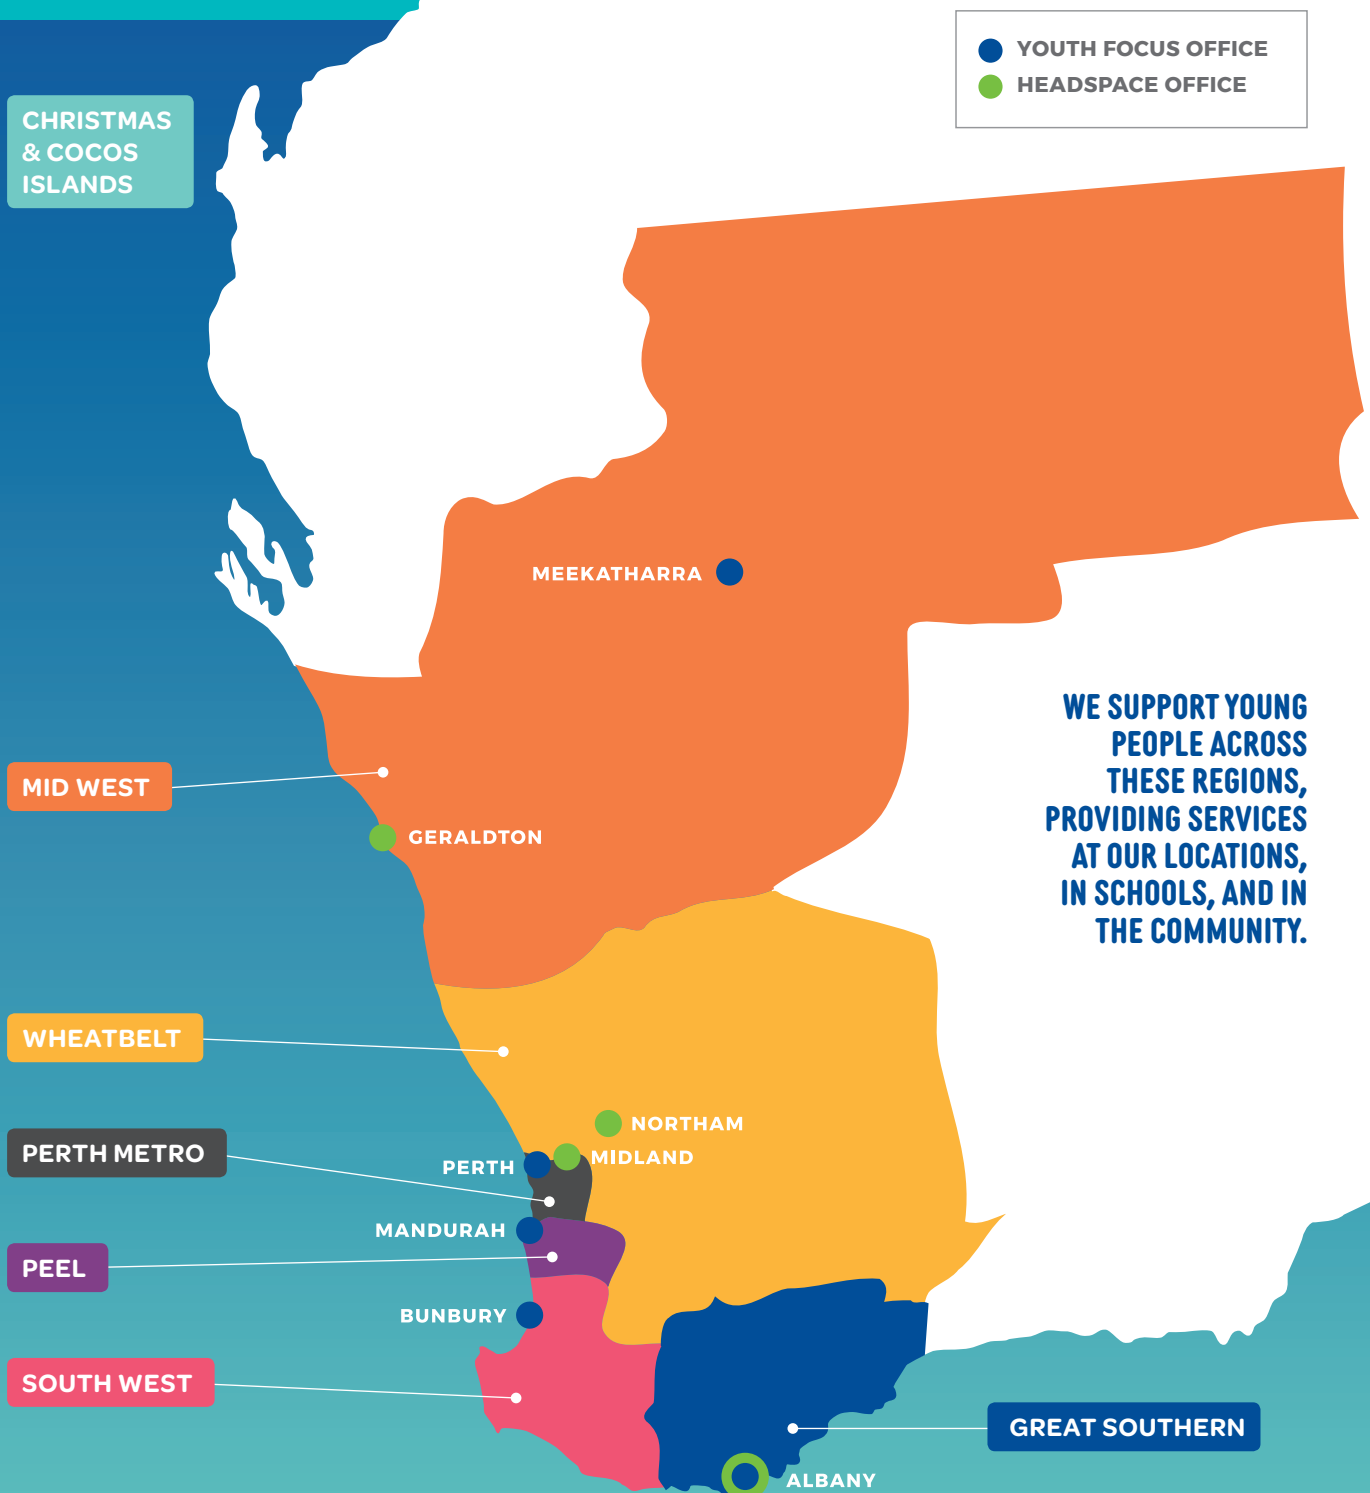 YOUTH FOCUS OFFICE
HEADSPACE OFFICE
CHRISTMAS
& COCOS
ISLANDS
MEEKATHARRA
WE SUPPORT YOUNG
PEOPLE ACROSS
THESE REGIONS,
PROVIDING SERVICES
AT OUR LOCATIONS,
IN SCHOOLS, AND IN
THE COMMUNITY.
MID WEST
GERALDTON
WHEATBELT
NORTHAM
PERTH METRO
MIDLAND
PERTH
MANDURAH
PEEL
BUNBURY
SOUTH WEST
GREAT SOUTHERN
ALBANY